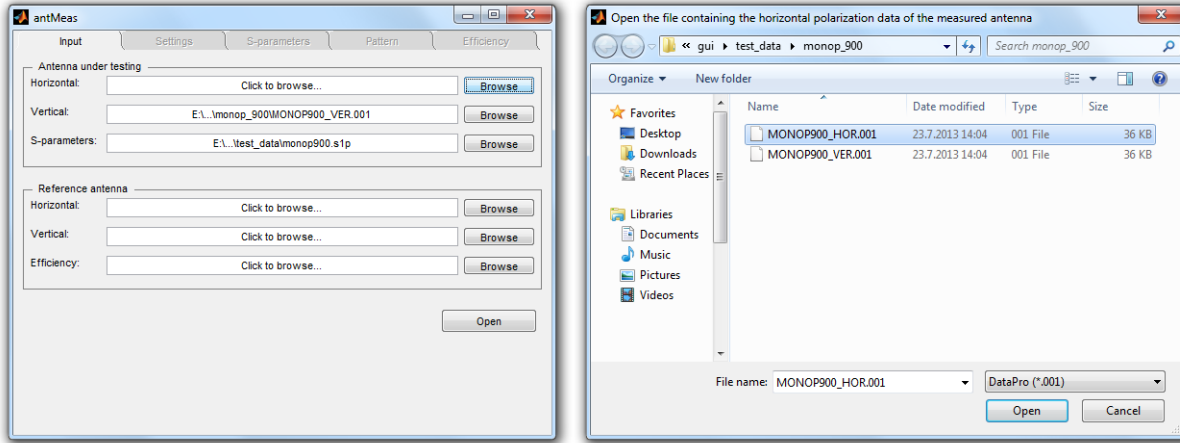 antMeas
Input Settings S-parameters Pattern Efficiency
Antenna under testing
Horizontal: Click to browse... Browse
Vertical: E:\...\monop_900\MONOP900_VER.001 Browse
S-parameters: E:\...\test_data\monop900.s1p Browse
Reference antenna
Horizontal: Click to browse... Browse
Vertical: Click to browse... Browse
Efficiency: Click to browse... Browse
Open
Open the file containing the horizontal polarization data of the measured antenna
« gui test_data monop_900 Search monop_900
Organize New folder
Favorites
Desktop
Downloads
Recent Places
Libraries
Documents
Music
Pictures
Videos
Name Date modified Type Size
MONOP900_HOR.001 23.7.2013 14:04 001 File 36 KB
MONOP900_VER.001 23.7.2013 14:04 001 File 36 KB
File name: MONOP900_HOR.001 DataPro (*.001)
Open Cancel